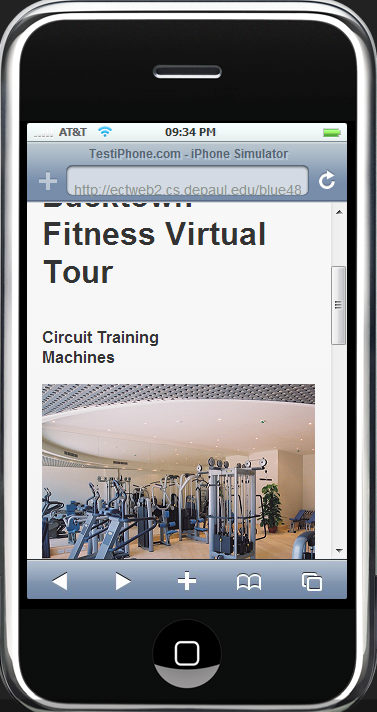 AT&T 09:34 PM
TestiPhone.com - iPhone Simulator
http://ectweb2.cs.depaul.edu/blue48
Bucktown
Fitness Virtual
Tour
Circuit Training
Machines